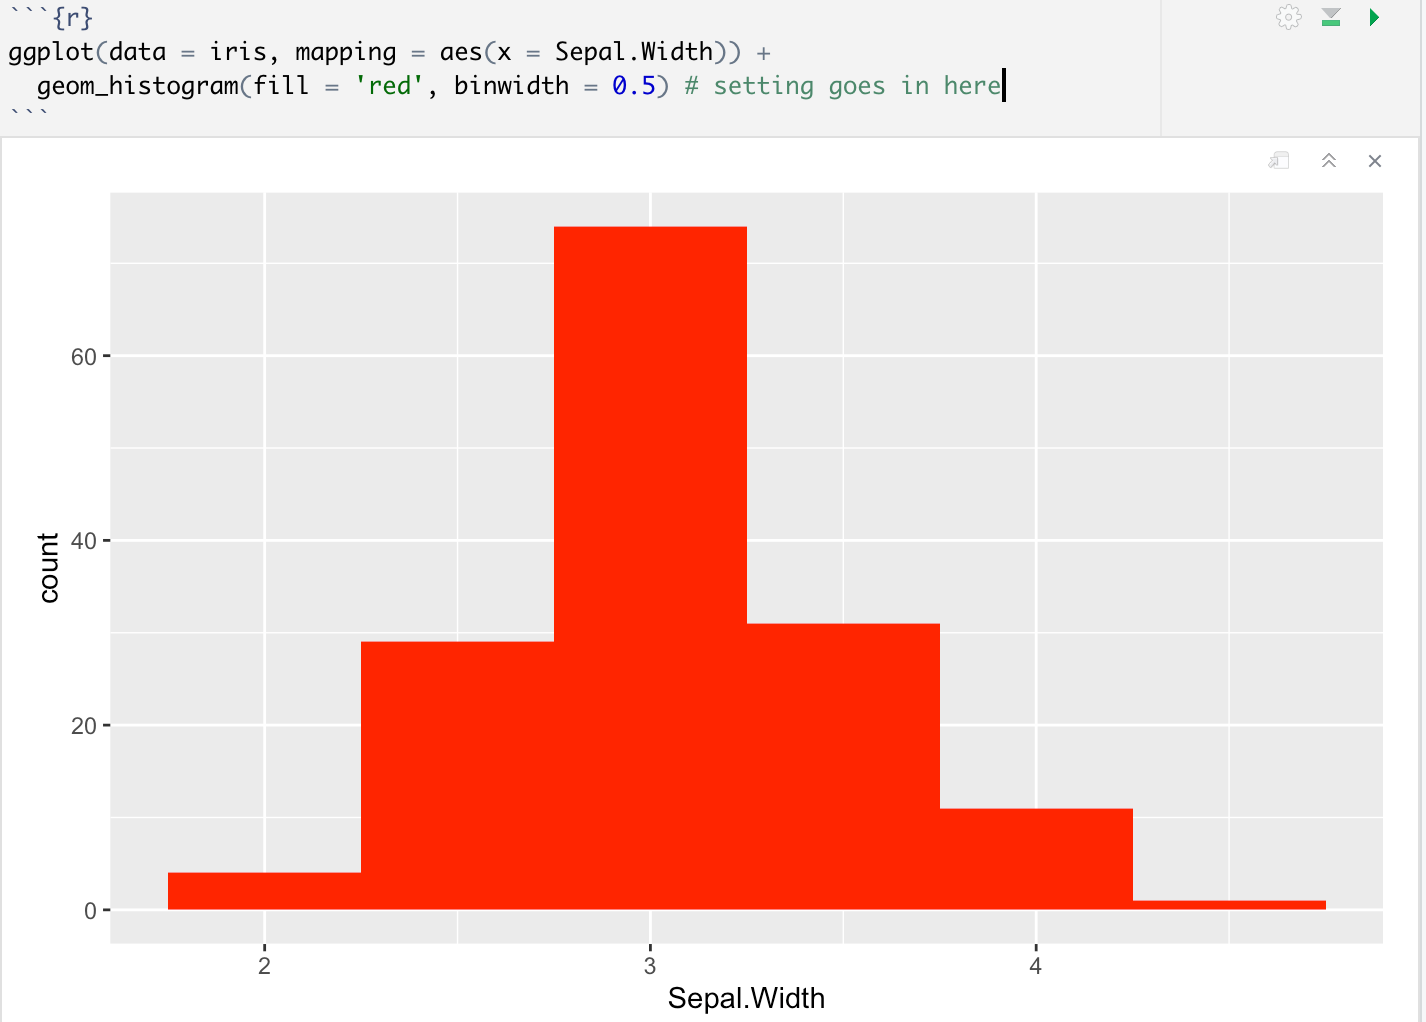 ```{r}
ggplot(data = iris, mapping = aes(x = Sepal.Width)) +
  geom_histogram(fill = 'red', binwidth = 0.5) # setting goes in here
```
60
40
20
0
count
2 3 4
Sepal.Width